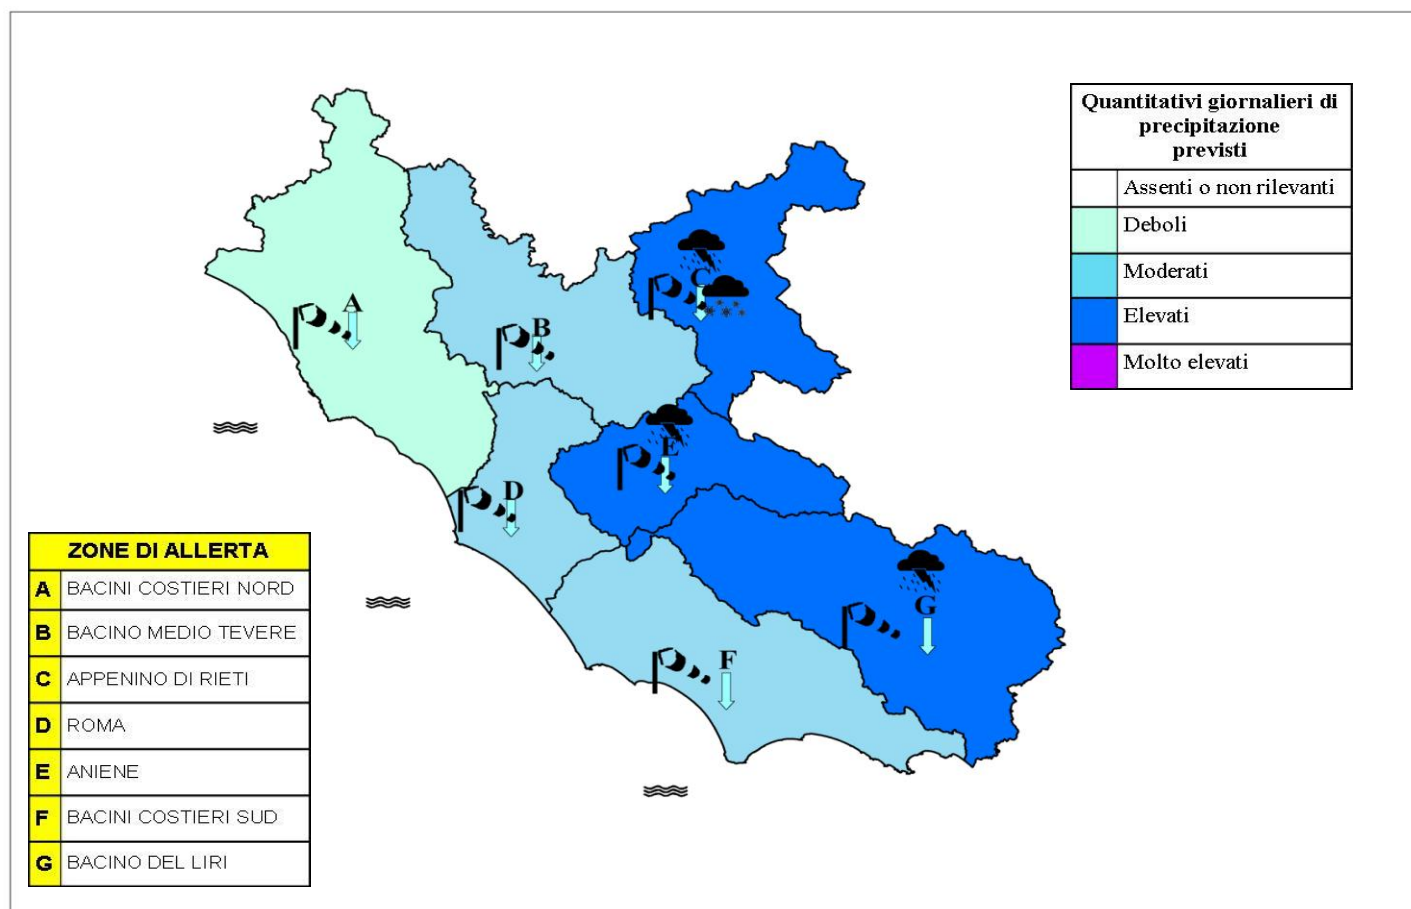 Quantitativi giornalieri di
precipitazione
previsti
Assenti o non rilevanti
Deboli
Moderati
Elevati
Molto elevati
A
B
C
D
E
F
G
ZONE DI ALLERTA
A BACINI COSTIERI NORD
B BACINO MEDIO TEVERE
C APPENINO DI RIETI
D ROMA
E ANIENE
F BACINI COSTIERI SUD
G BACINO DEL LIRI